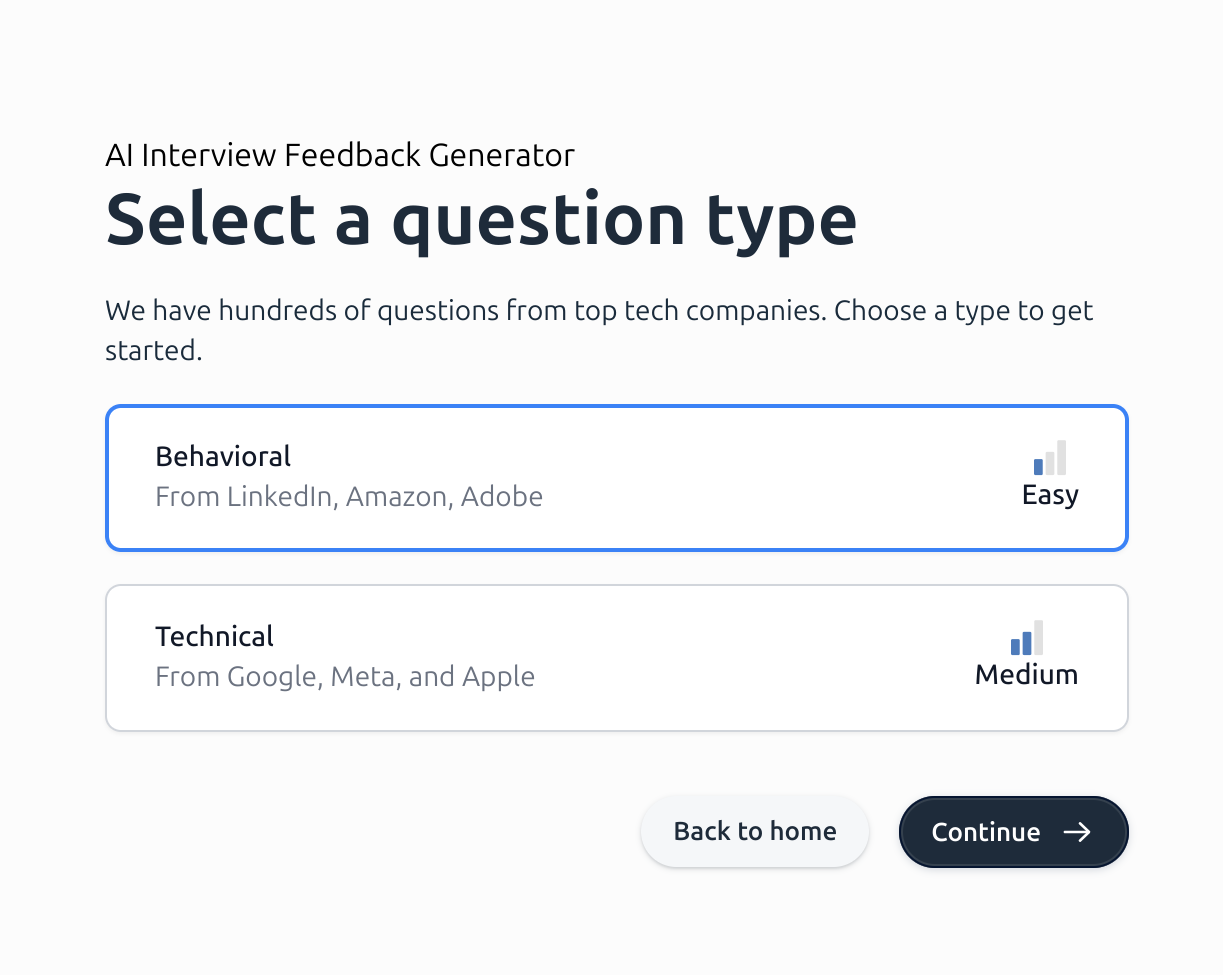 AI Interview Feedback Generator
Select a question type
We have hundreds of questions from top tech companies. Choose a type to get
started.
Behavioral
From LinkedIn, Amazon, Adobe
Easy
Technical
From Google, Meta, and Apple
Medium
Back to home
Continue